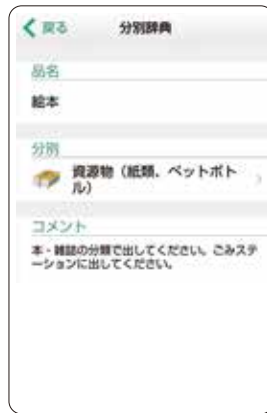 戻る 分別辞典
品名
絵本
分別
資源物（紙類、ペットボト
ル）
コメント
本・雑誌の分類で出してください。ごみステ
ーションに出してください。